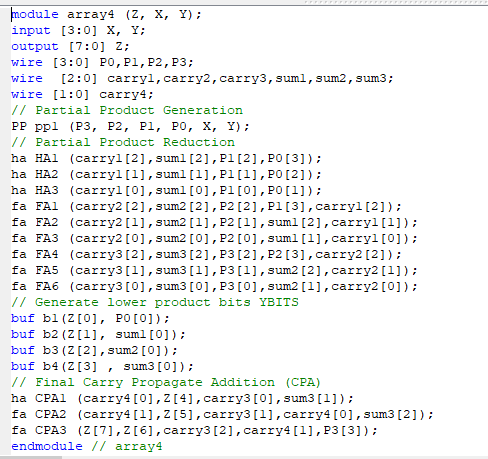 module array4 (Z, X, Y);
input [3:0] X, Y;
output [7:0] Z;
wire [3:0] P0,P1,P2,P3;
wire  [2:0] carry1,carry2,carry3,sum1,sum2,sum3;
wire [1:0] carry4;
// Partial Product Generation
PP pp1 (P3, P2, P1, P0, X, Y);
// Partial Product Reduction
ha HA1 (carry1[2],sum1[2],P1[2],P0[3]);
ha HA2 (carry1[1],sum1[1],P1[1],P0[2]);
ha HA3 (carry1[0],sum1[0],P1[0],P0[1]);
fa FA1 (carry2[2],sum2[2],P2[2],P1[3],carry1[2]);
fa FA2 (carry2[1],sum2[1],P2[1],sum1[2],carry1[1]);
fa FA3 (carry2[0],sum2[0],P2[0],sum1[1],carry1[0]);
fa FA4 (carry3[2],sum3[2],P3[2],P2[3],carry2[2]);
fa FA5 (carry3[1],sum3[1],P3[1],sum2[2],carry2[1]);
fa FA6 (carry3[0],sum3[0],P3[0],sum2[1],carry2[0]);
// Generate lower product bits YBITS
buf b1(Z[0], P0[0]);
buf b2(Z[1], sum1[0]);
buf b3(Z[2],sum2[0]);
buf b4(Z[3] , sum3[0]);
// Final Carry Propagate Addition (CPA)
ha CPA1 (carry4[0],Z[4],carry3[0],sum3[1]);
fa CPA2 (carry4[1],Z[5],carry3[1],carry4[0],sum3[2]);
fa CPA3 (Z[7],Z[6],carry3[2],carry4[1],P3[3]);
endmodule // array4